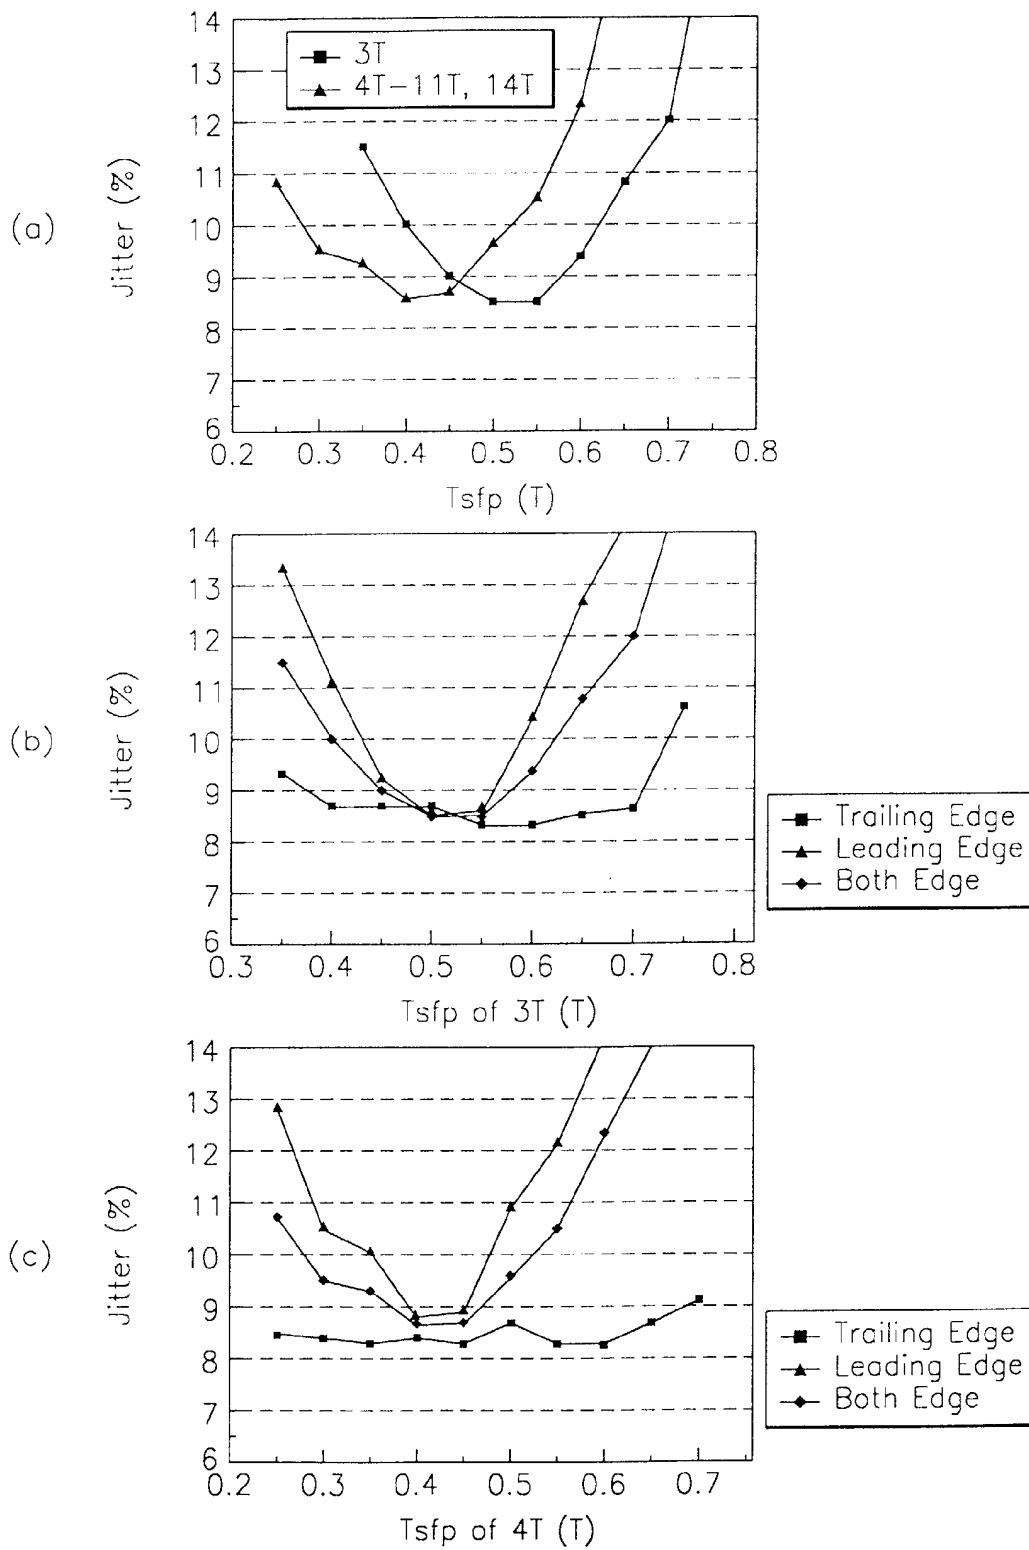 (a)
Jitter (%)
14
13
12
11
10
9
8
7
6
3T
4T-11T, 14T
0.2 0.3 0.4 0.5 0.6 0.7 0.8
Tsfp (T)
(b)
Jitter (%)
14
13
12
11
10
9
8
7
6
0.3 0.4 0.5 0.6 0.7 0.8
Tsfp of 3T (T)
Trailing Edge
Leading Edge
Both Edge
(c)
Jitter (%)
14
13
12
11
10
9
8
7
6
0.2 0.3 0.4 0.5 0.6 0.7
Tsfp of 4T (T)
Trailing Edge
Leading Edge
Both Edge